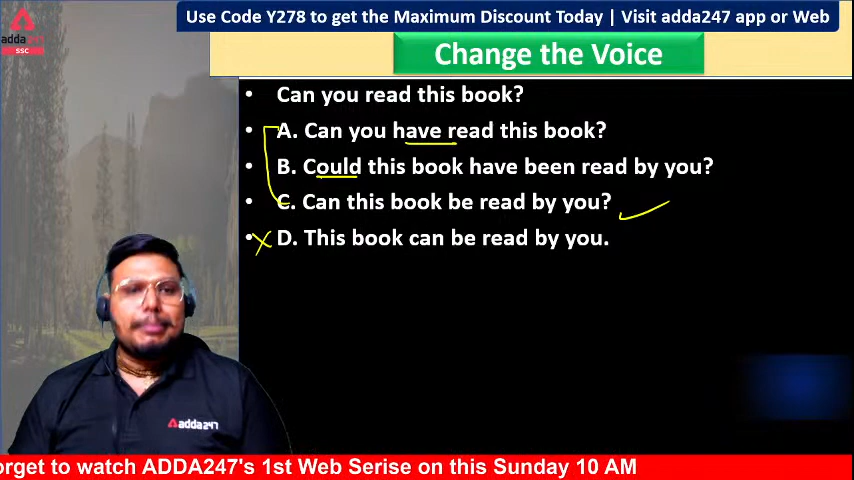 Use Code Y278 to get the Maximum Discount Today | Visit adda247 app or Web
adda247
SSC
Change the Voice
• Can you read this book?
• A. Can you have read this book?
• B. Could this book have been read by you?
• C. Can this book be read by you?
• D. This book can be read by you.
adda247
orget to watch ADDA247's 1st Web Serise on this Sunday 10 AM